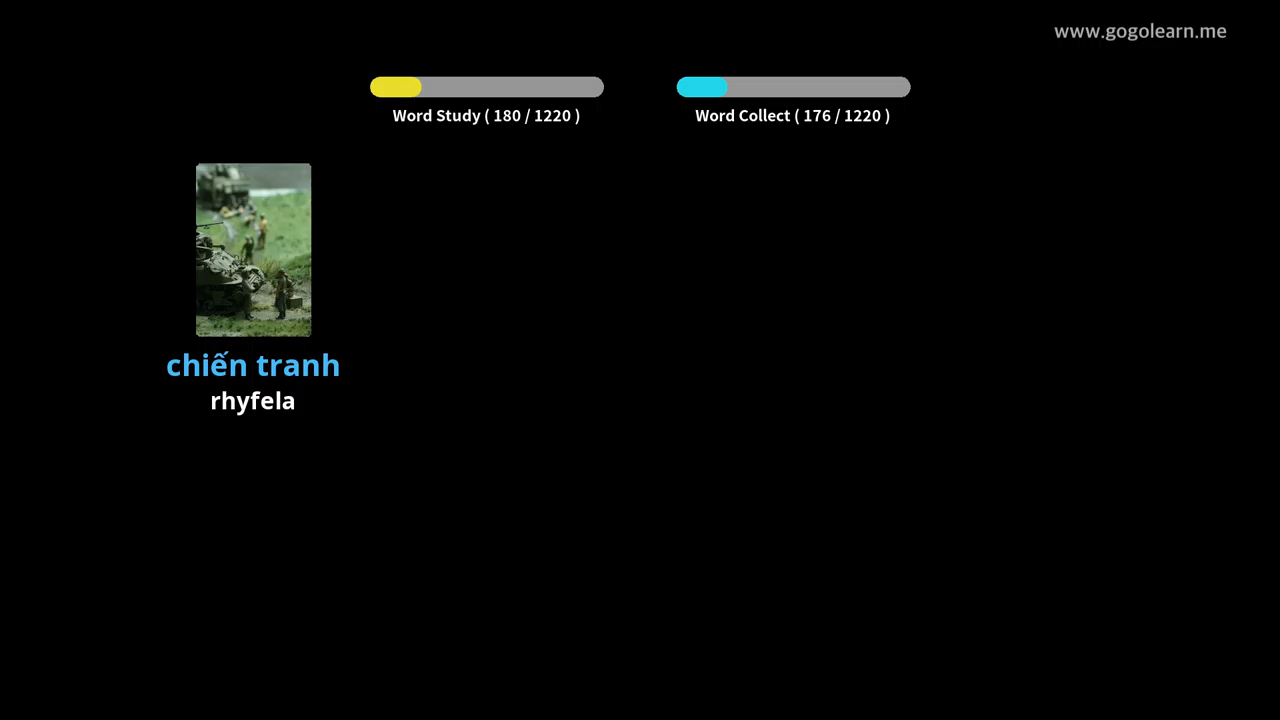 www.gogolearn.me
Word Study ( 180 / 1220 )
Word Collect ( 176 / 1220 )
chiến tranh
rhyfela